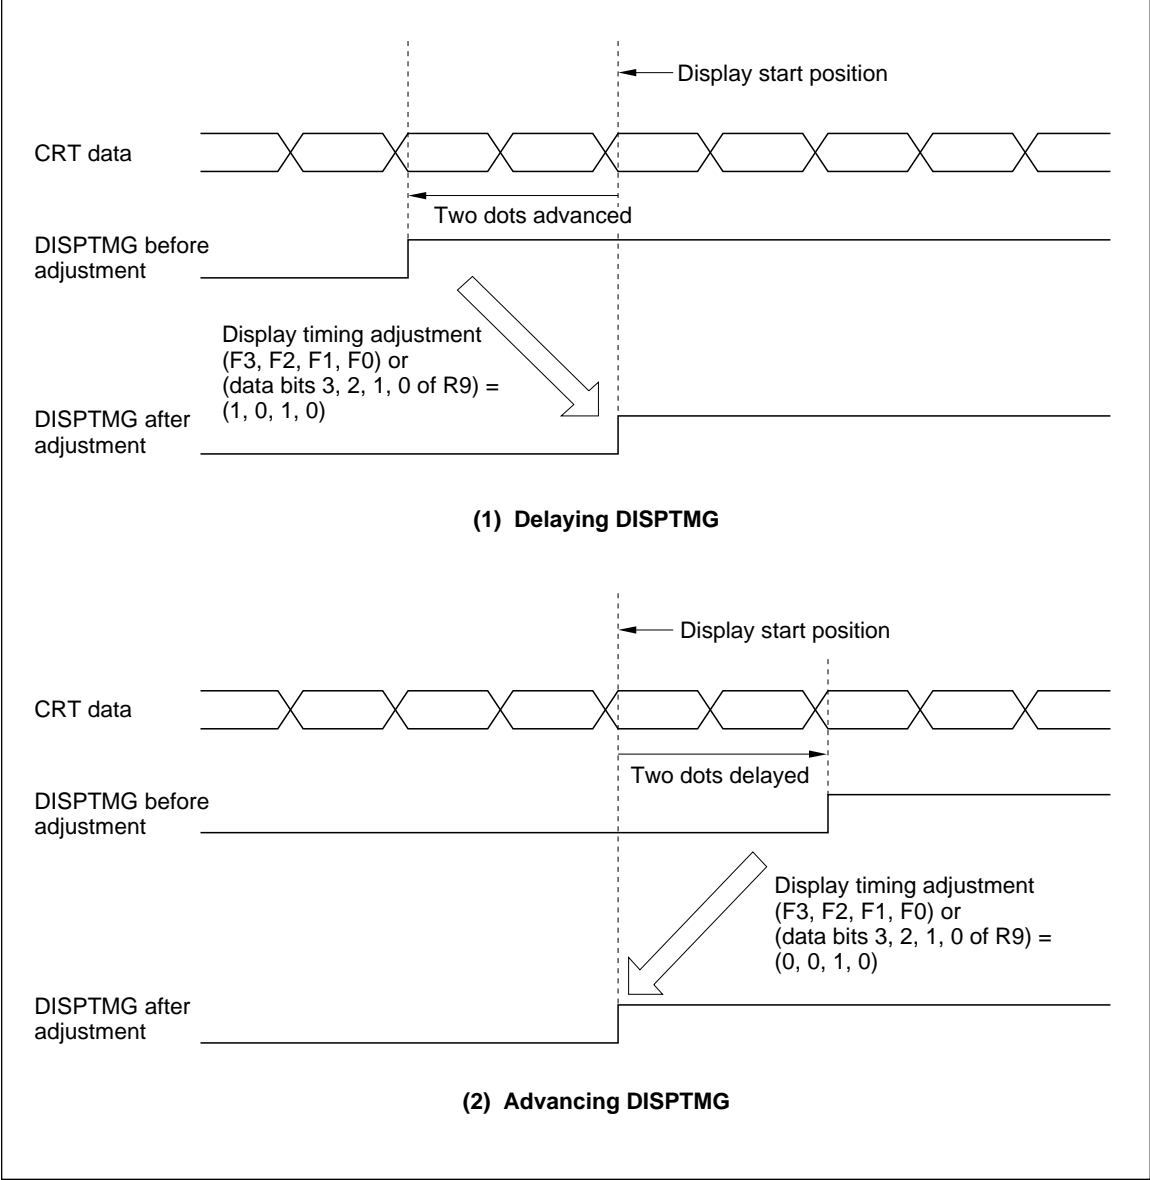 Display start position
CRT data
Two dots advanced
DISPTMG before
adjustment
Display timing adjustment
(F3, F2, F1, F0) or
(data bits 3, 2, 1, 0 of R9) =
(1, 0, 1, 0)
DISPTMG after
adjustment
(1) Delaying DISPTMG
Display start position
CRT data
Two dots delayed
DISPTMG before
adjustment
Display timing adjustment
(F3, F2, F1, F0) or
(data bits 3, 2, 1, 0 of R9) =
(0, 0, 1, 0)
DISPTMG after
adjustment
(2) Advancing DISPTMG